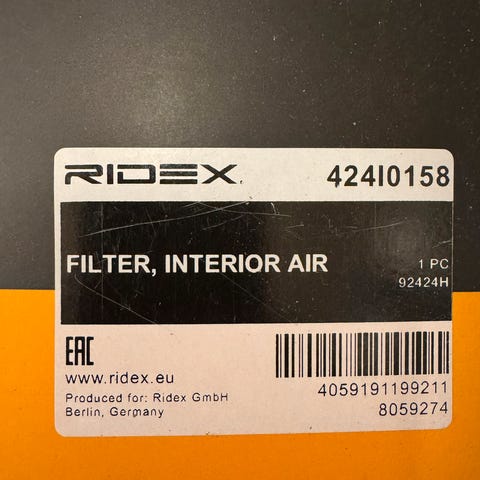 RIDEX 424I0158
FILTER, INTERIOR AIR
1 PC
92424H
EAC
www.ridex.eu
Produced for: Ridex GmbH
Berlin, Germany
4059191199211
8059274